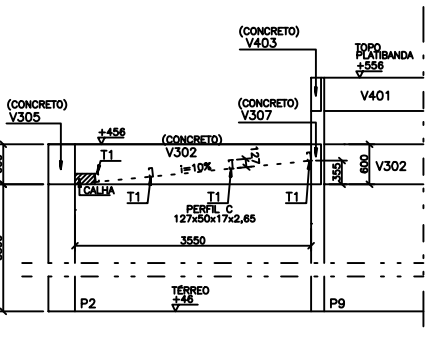 (CONCRETO)
V403
TOPO
PLATIBANDA
+556
V401
(CONCRETO)
V305
(CONCRETO)
V307
+456
(CONCRETO)
V302
T1
i=10%
127
355
600
V302
CALHA
T1
T1
T1
PERFIL C
127x50x17x2,65
3550
TÉRREO
+46
P2
P9